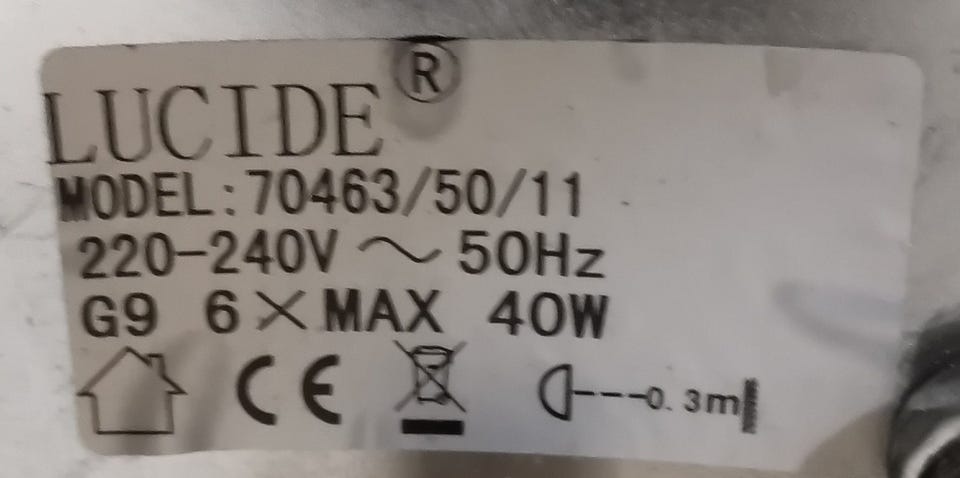 LUCIDE®
MODEL:70463/50/11
220-240V ~ 50Hz
G9 6×MAX 40W
CE 0.3m